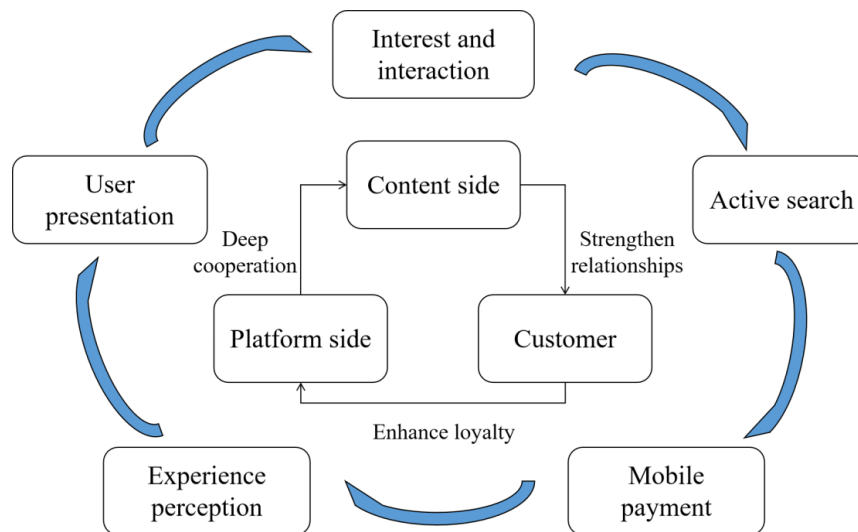 Interest and
interaction
User
presentation
Content side
Active search
Deep
cooperation
Strengthen
relationships
Platform side
Customer
Enhance loyalty
Experience
perception
Mobile
payment